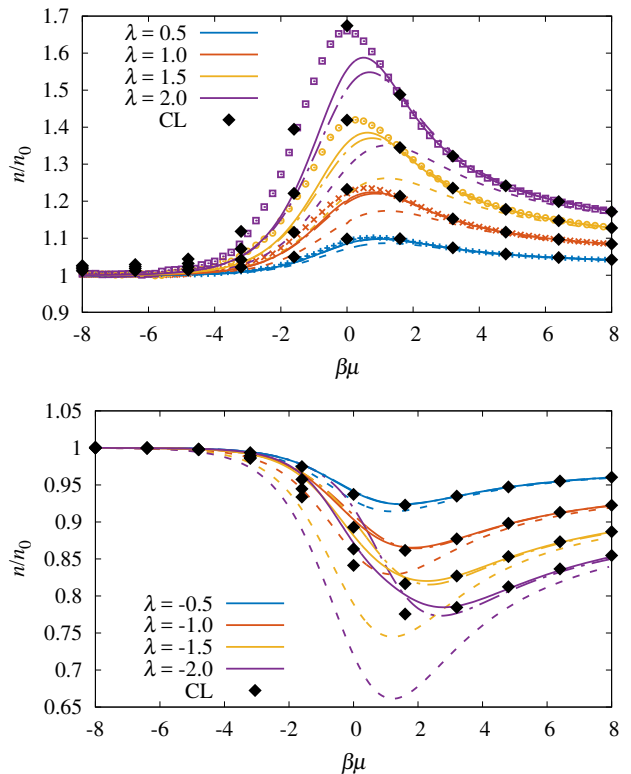 1.7
1.6
1.5
1.4
1.3
1.2
1.1
1
0.9
n/n₀
λ = 0.5
λ = 1.0
λ = 1.5
λ = 2.0
CL
-8 -6 -4 -2 0 2 4 6 8
βμ
1.05
1
0.95
0.9
0.85
0.8
0.75
0.7
0.65
n/n₀
λ = -0.5
λ = -1.0
λ = -1.5
λ = -2.0
CL
-8 -6 -4 -2 0 2 4 6 8
βμ